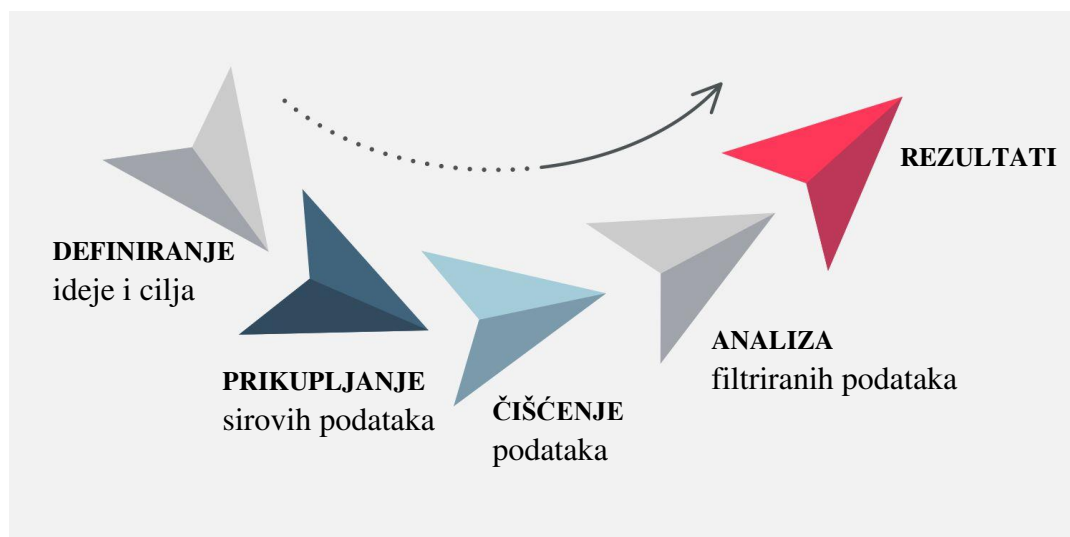 DEFINIRANJE
ideje i cilja
PRIKUPLJANJE
sirovih podataka
ČIŠĆENJE
podataka
ANALIZA
filtriranih podataka
REZULTATI